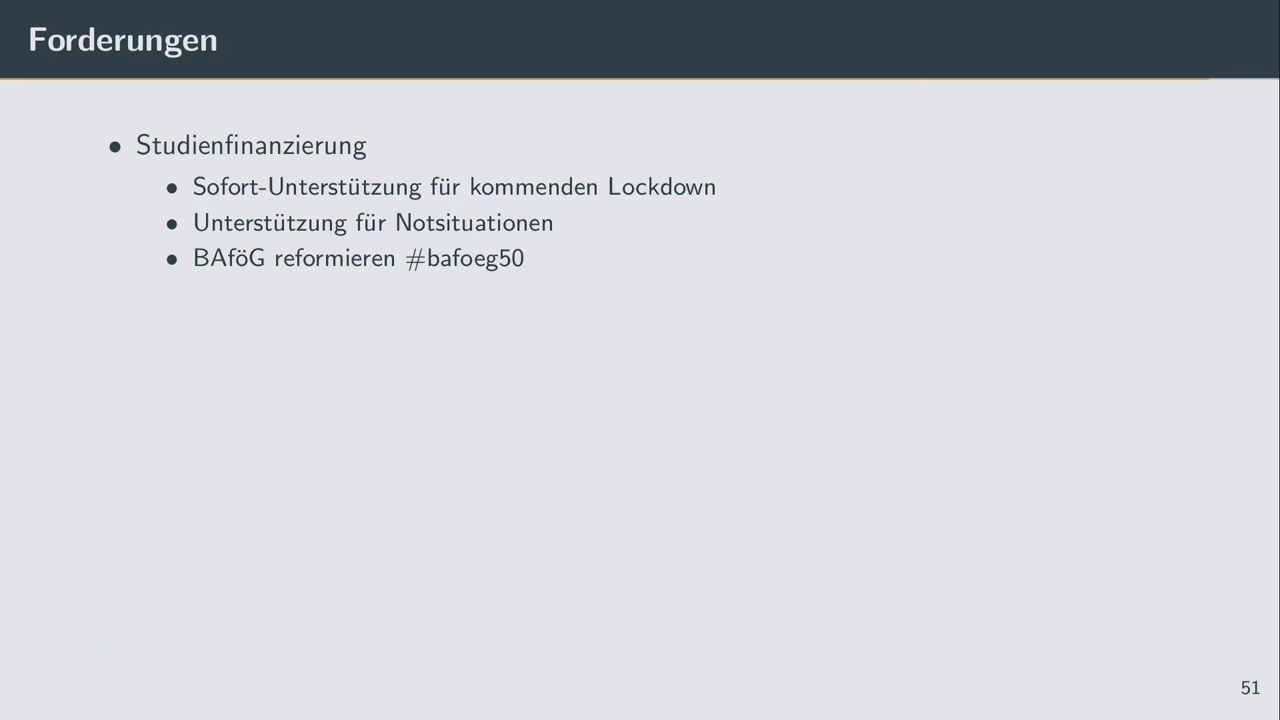 Forderungen
• Studienfinanzierung
• Sofort-Unterstützung für kommenden Lockdown
• Unterstützung für Notsituationen
• BAföG reformieren #bafoeg50
51